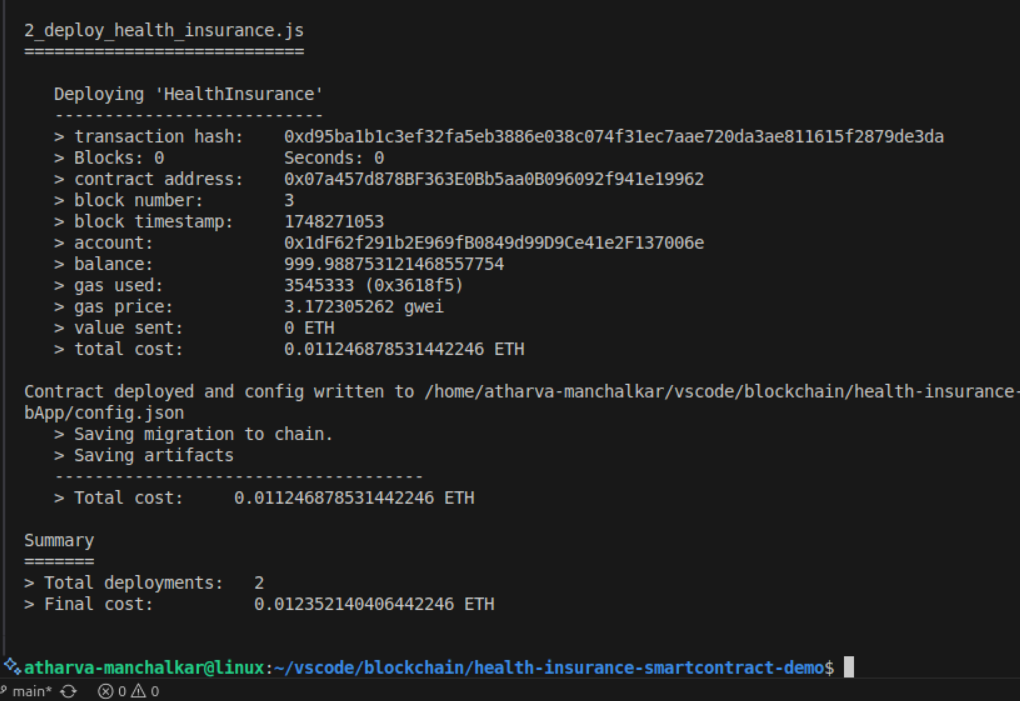 2_deploy_health_insurance.js
============================
Deploying 'HealthInsurance'
---------------------------
> transaction hash:    0xd95ba1b1c3ef32fa5eb3886e038c074f31ec7aae720da3ae811615f2879de3da
> Blocks: 0            Seconds: 0
> contract address:    0x07a457d878BF363E0Bb5aa0B096092f941e19962
> block number:        3
> block timestamp:     1748271053
> account:             0x1dF62f291b2E969fB0849d99D9Ce41e2F137006e
> balance:             999.988753121468557754
> gas used:            3545333 (0x3618f5)
> gas price:           3.172305262 gwei
> value sent:          0 ETH
> total cost:          0.011246878531442246 ETH
Contract deployed and config written to /home/atharva-manchalkar/vscode/blockchain/health-insurance-
bApp/config.json
> Saving migration to chain.
> Saving artifacts
-------------------------------------
> Total cost:     0.011246878531442246 ETH
Summary
=======
> Total deployments:   2
> Final cost:          0.012352140406442246 ETH
atharva-manchalkar@linux:~/vscode/blockchain/health-insurance-smartcontract-demo$
main* 0 0